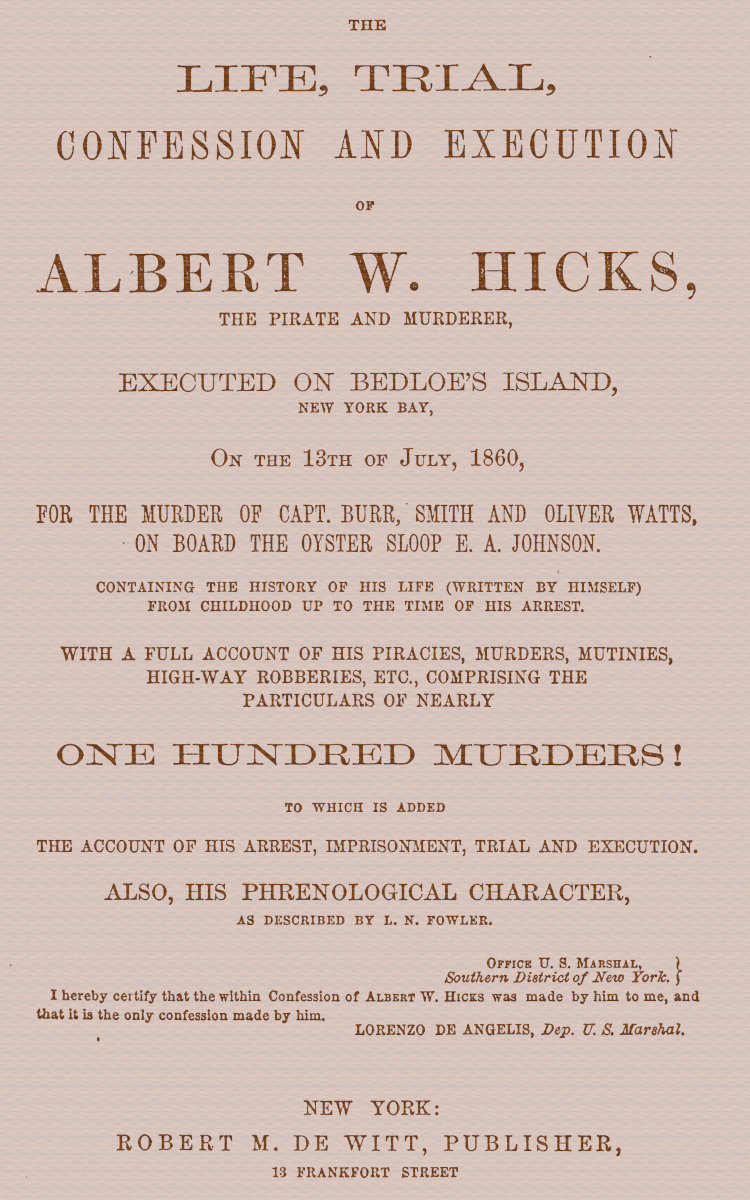 THE
LIFE, TRIAL,
CONFESSION AND EXECUTION
OF
ALBERT W. HICKS,
THE PIRATE AND MURDERER,
EXECUTED ON BEDLOE'S ISLAND,
NEW YORK BAY,
ON THE 13TH OF JULY, 1860,
FOR THE MURDER OF CAPT. BURR, SMITH AND OLIVER WATTS,
ON BOARD THE OYSTER SLOOP E. A. JOHNSON.
CONTAINING THE HISTORY OF HIS LIFE (WRITTEN BY HIMSELF)
FROM CHILDHOOD UP TO THE TIME OF HIS ARREST.
WITH A FULL ACCOUNT OF HIS PIRACIES, MURDERS, MUTINIES,
HIGH-WAY ROBBERIES, ETC., COMPRISING THE
PARTICULARS OF NEARLY
ONE HUNDRED MURDERS!
TO WHICH IS ADDED
THE ACCOUNT OF HIS ARREST, IMPRISONMENT, TRIAL AND EXECUTION.
ALSO, HIS PHRENOLOGICAL CHARACTER,
AS DESCRIBED BY L. N. FOWLER.
OFFICE U. S. MARSHAL,
Southern District of New York. }
I hereby certify that the within Confession of ALBERT W. HICKS was made by him to me, and
that it is the only confession made by him.
LORENZO DE ANGELIS, Dep. U. S. Marshal.
NEW YORK:
ROBERT M. DE WITT, PUBLISHER,
13 FRANKFORT STREET